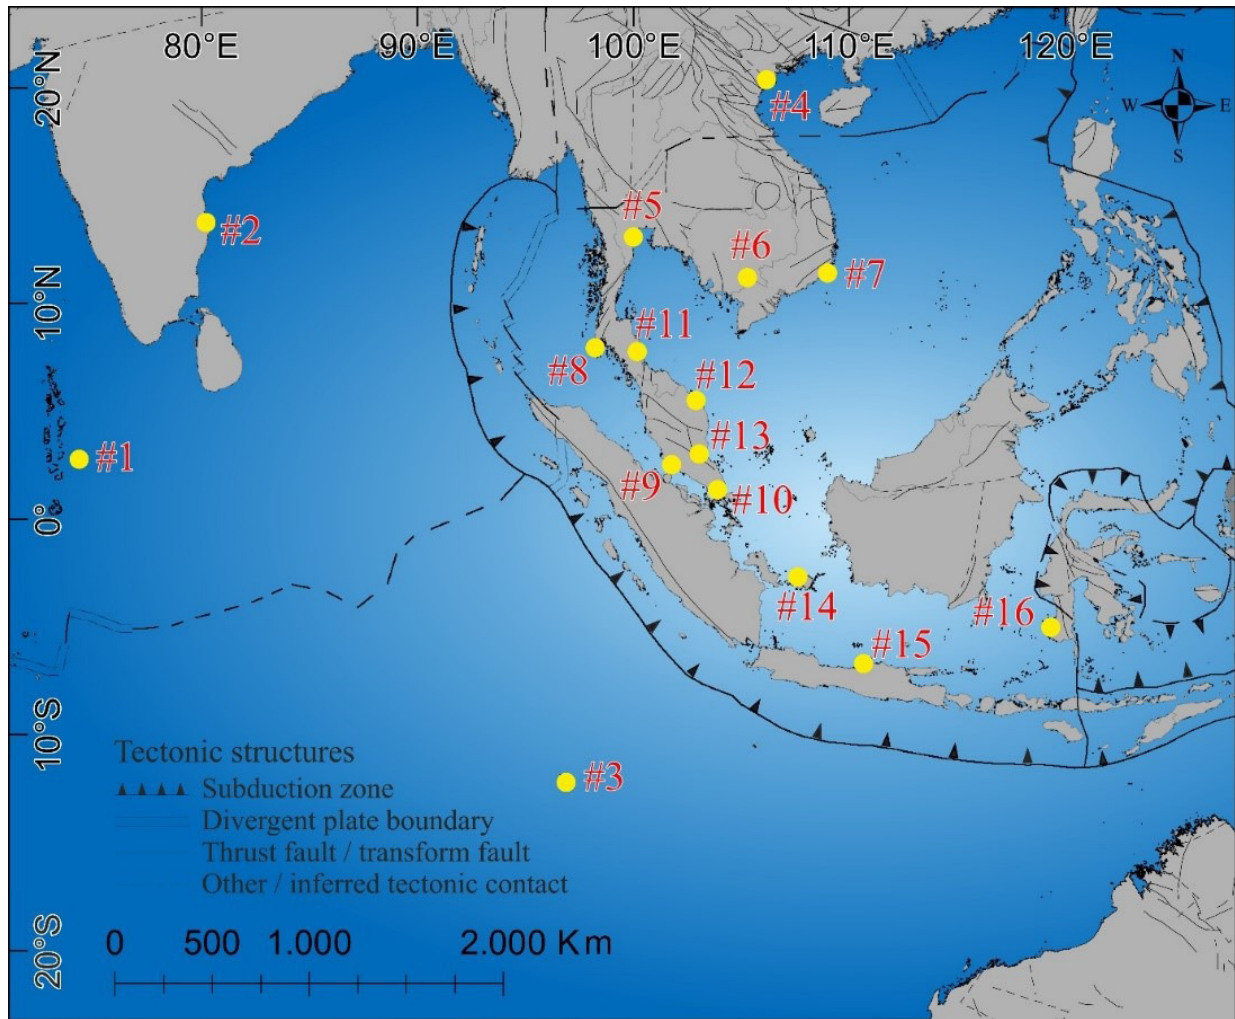 80°E
90°E
100°E
110°E
120°E
20°N
10°N
0°
10°S
20°S
N
W
E
S
#4
#5
#2
#6
#7
#11
#8
#12
#13
#1
#9
#10
#14
#16
#15
#3
Tectonic structures
Subduction zone
Divergent plate boundary
Thrust fault / transform fault
Other / inferred tectonic contact
0 500 1.000 2.000 Km